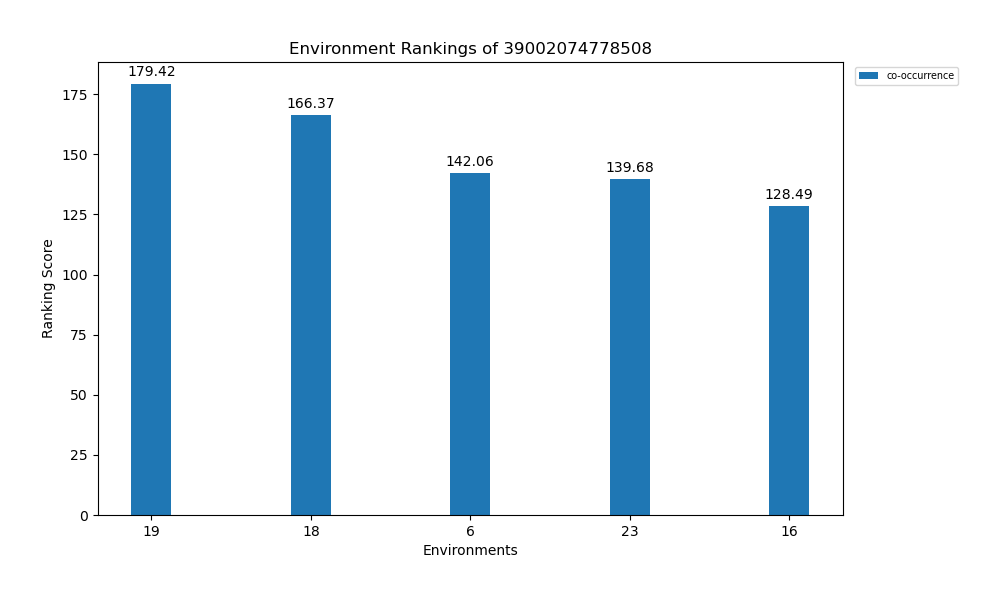 Environment Rankings of 39002074778508
179.42
166.37
142.06
139.68
128.49
co-occurrence
175
150
125
100
75
50
25
0
Ranking Score
19 18 6 23 16
Environments